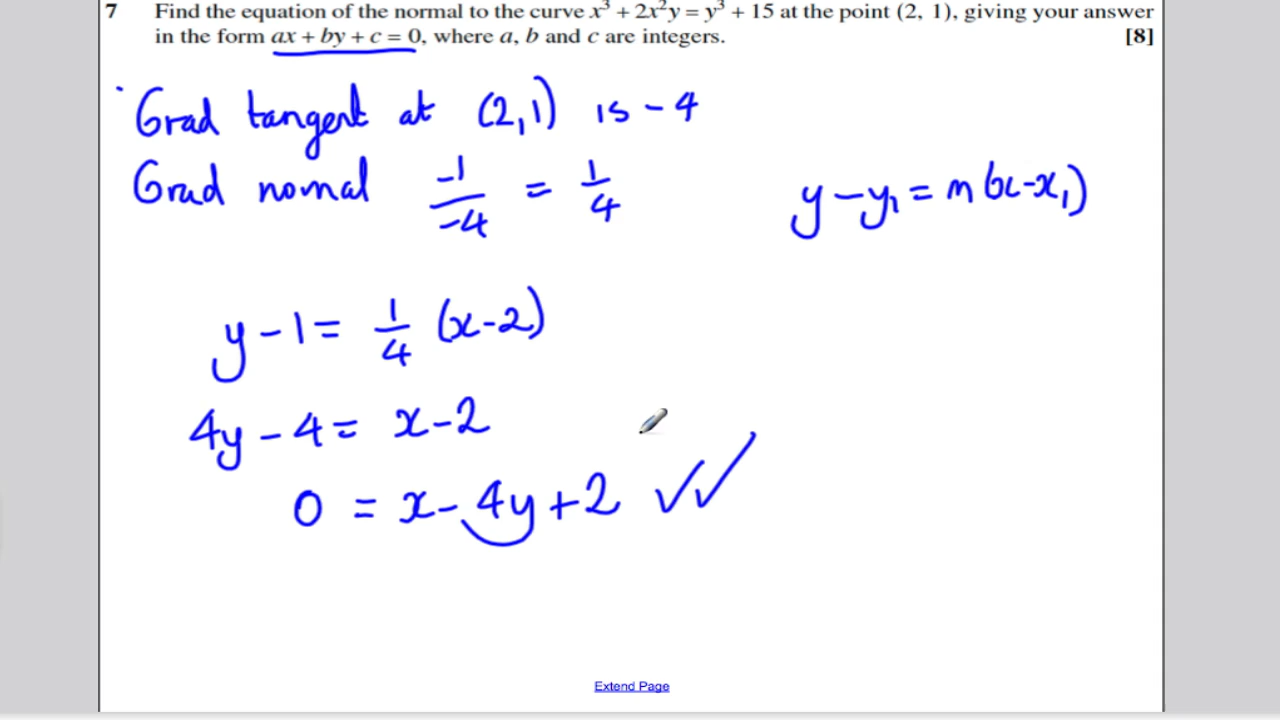 7 Find the equation of the normal to the curve x³ + 2x²y = y³ + 15 at the point (2, 1), giving your answer
in the form ax + by + c = 0, where a, b and c are integers. [8]
Grad tangent at (2,1) is -4
Grad nomal -1/-4 = 1/4
y-y₁ = m(x-x₁)
y-1 = 1/4 (x-2)
4y-4 = x-2
0 = x-4y+2 ✓✓
Extend Page